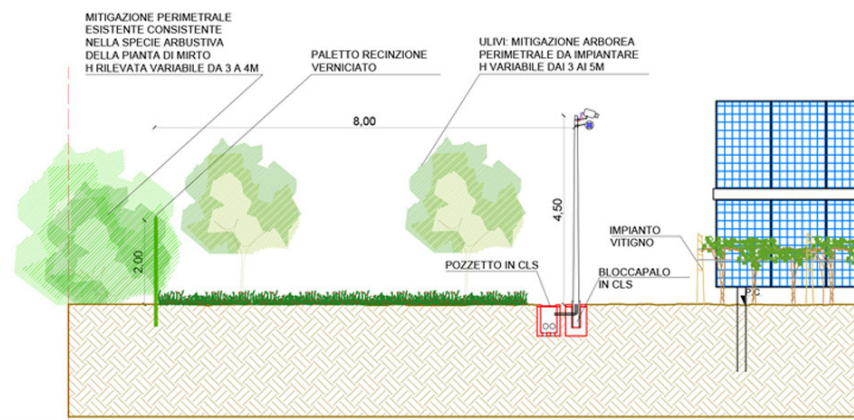 MITIGAZIONE PERIMETRALE
ESISTENTE CONSISTENTE
NELLA SPECIE ARBUSTIVA
DELLA PIANTA DI MIRTO
H RILEVATA VARIABILE DA 3 A 4M
PALETTO RECINZIONE
VERNICIATO
ULIVI: MITIGAZIONE ARBOREA
PERIMETRALE DA IMPIANTARE
H VARIABILE DAI 3 AI 5M
8,00
4,50
2,00
IMPIANTO
VITIGNO
POZZETTO IN CLS
BLOCCAPALO
IN CLS
P.C.